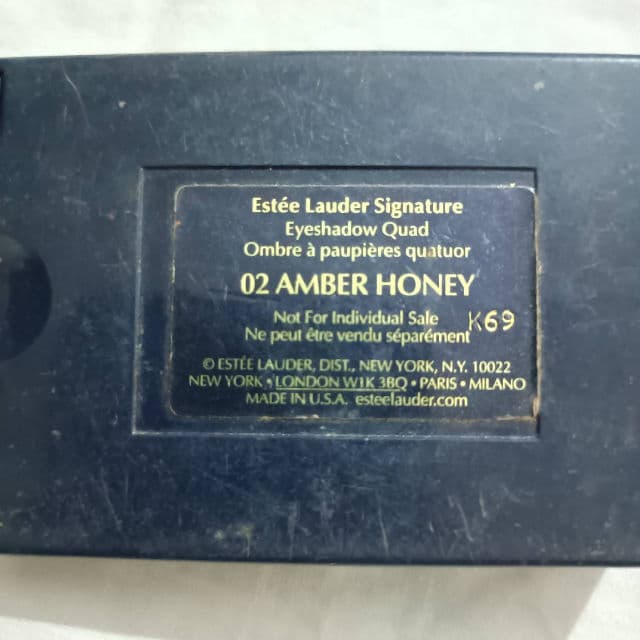 Estée Lauder Signature
Eyeshadow Quad
Ombre à paupières quatuor
02 AMBER HONEY
Not For Individual Sale
Ne peut être vendu séparément
K69
© ESTÉE LAUDER, DIST., NEW YORK, N.Y. 10022
NEW YORK • LONDON W1K 3BQ • PARIS • MILANO
MADE IN U.S.A. esteelauder.com